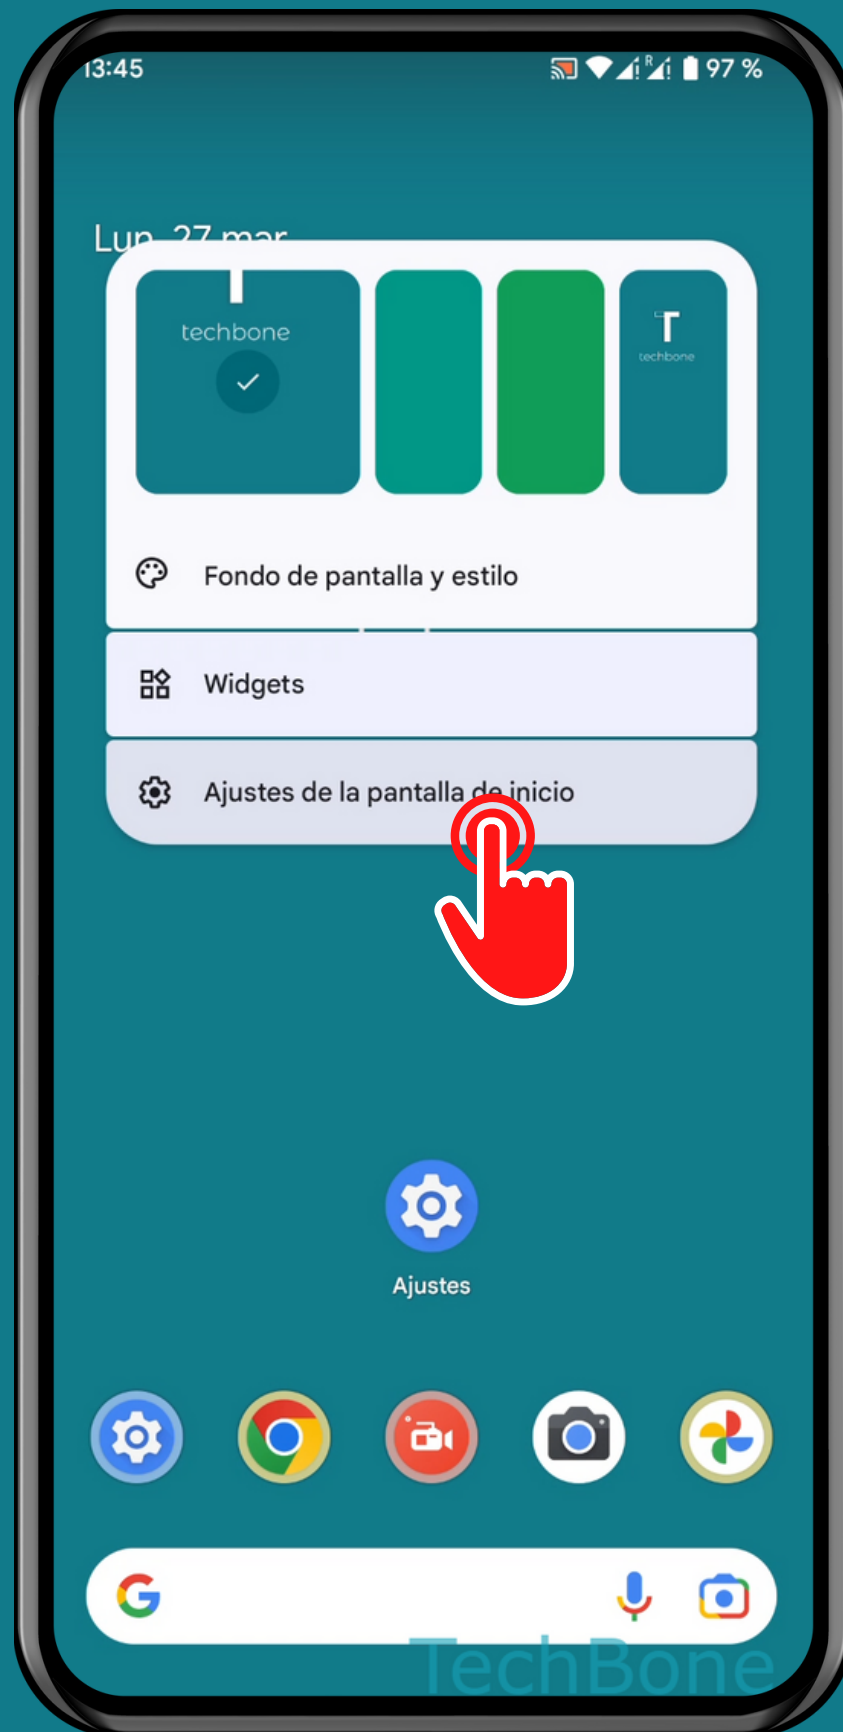 13:45 R 97 %
Lun, 27 mar
techbone
techbone
Fondo de pantalla y estilo
Widgets
Ajustes de la pantalla de inicio
Ajustes
TechBone